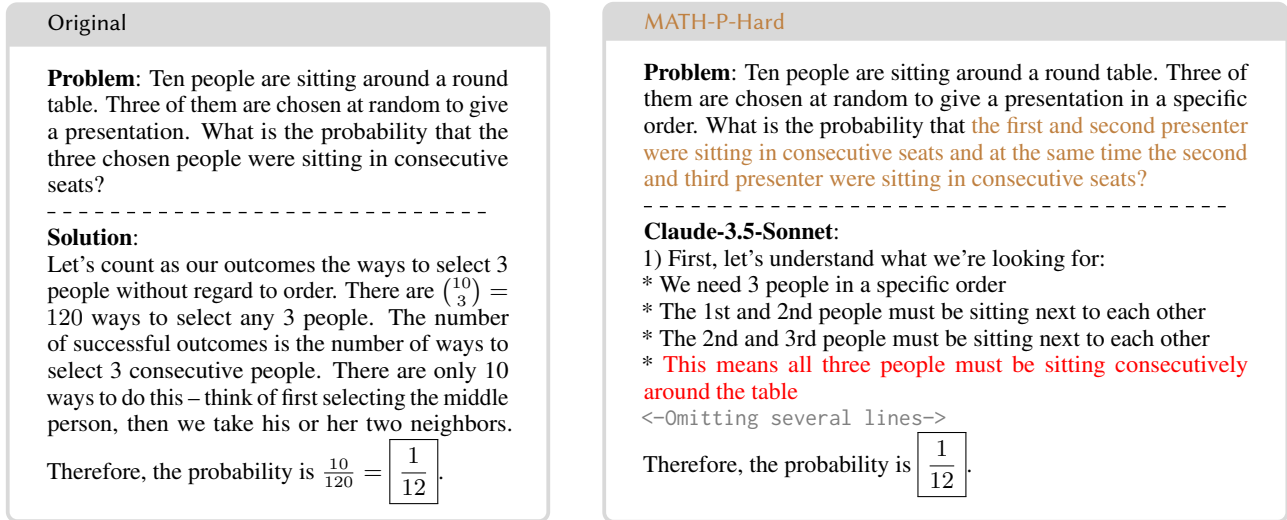 Original
Problem: Ten people are sitting around a round
table. Three of them are chosen at random to give
a presentation. What is the probability that the
three chosen people were sitting in consecutive
seats?
Solution:
Let's count as our outcomes the ways to select 3
people without regard to order. There are \binom{10}{3} =
120 ways to select any 3 people. The number
of successful outcomes is the number of ways to
select 3 consecutive people. There are only 10
ways to do this – think of first selecting the middle
person, then we take his or her two neighbors.
Therefore, the probability is \frac{10}{120} = \boxed{\frac{1}{12}}.
MATH-P-Hard
Problem: Ten people are sitting around a round table. Three of
them are chosen at random to give a presentation in a specific
order. What is the probability that the first and second presenter
were sitting in consecutive seats and at the same time the second
and third presenter were sitting in consecutive seats?
Claude-3.5-Sonnet:
1) First, let's understand what we're looking for:
* We need 3 people in a specific order
* The 1st and 2nd people must be sitting next to each other
* The 2nd and 3rd people must be sitting next to each other
* This means all three people must be sitting consecutively
around the table
<-Omitting several lines->
Therefore, the probability is \boxed{\frac{1}{12}}.